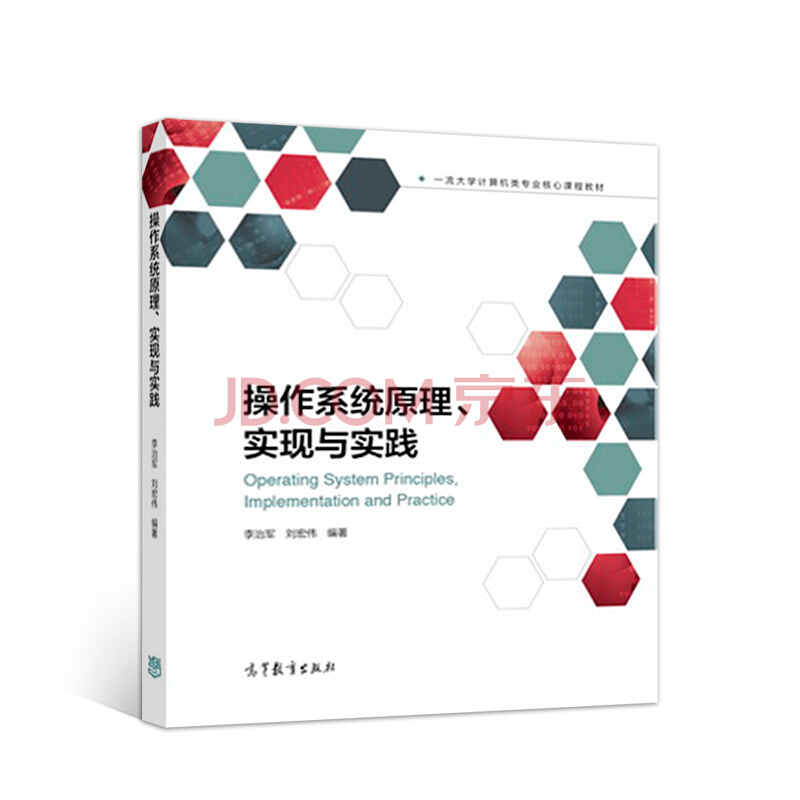 一流大学计算机类专业核心课程教材
操作系统原理、
实现与实践
Operating System Principles,
Implementation and Practice
李治军 刘宏伟 编著
高等教育出版社
操作系统原理、实现与实践
李治军 刘宏伟 编著
JD.COM 京东